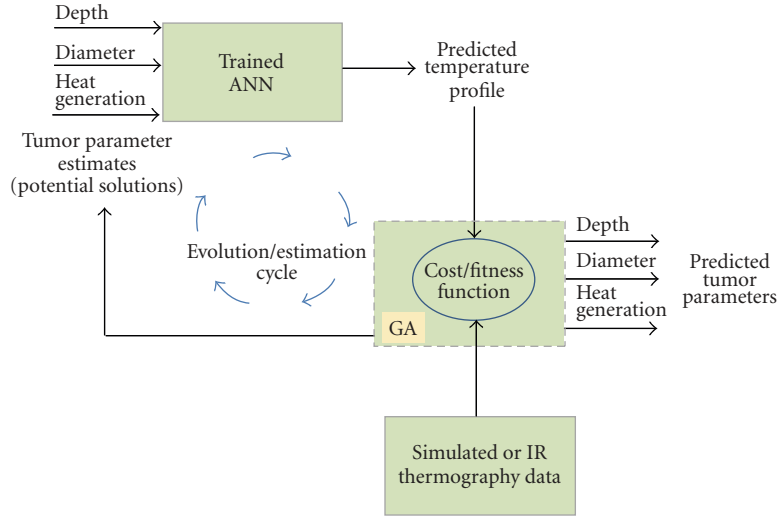 Depth
Diameter
Heat
generation
Trained
ANN
Predicted
temperature
profile
Tumor parameter
estimates
(potential solutions)
Evolution/estimation
cycle
Cost/fitness
function
GA
Depth
Diameter
Heat
generation
Predicted
tumor
parameters
Simulated or IR
thermography data